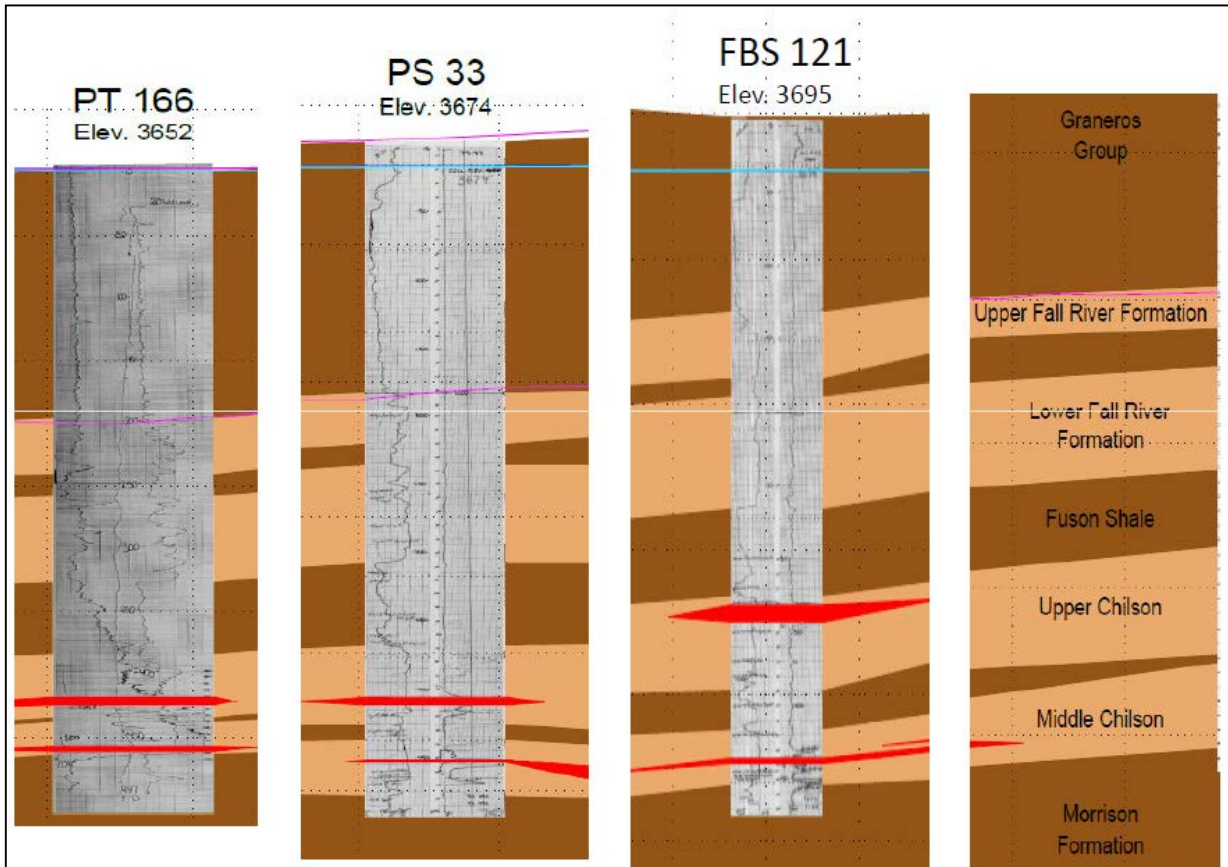 PT 166
Elev. 3652
PS 33
Elev. 3674
FBS 121
Elev. 3695
Graneros
Group
Upper Fall River Formation
Lower Fall River
Formation
Fuson Shale
Upper Chilson
Middle Chilson
Morrison
Formation